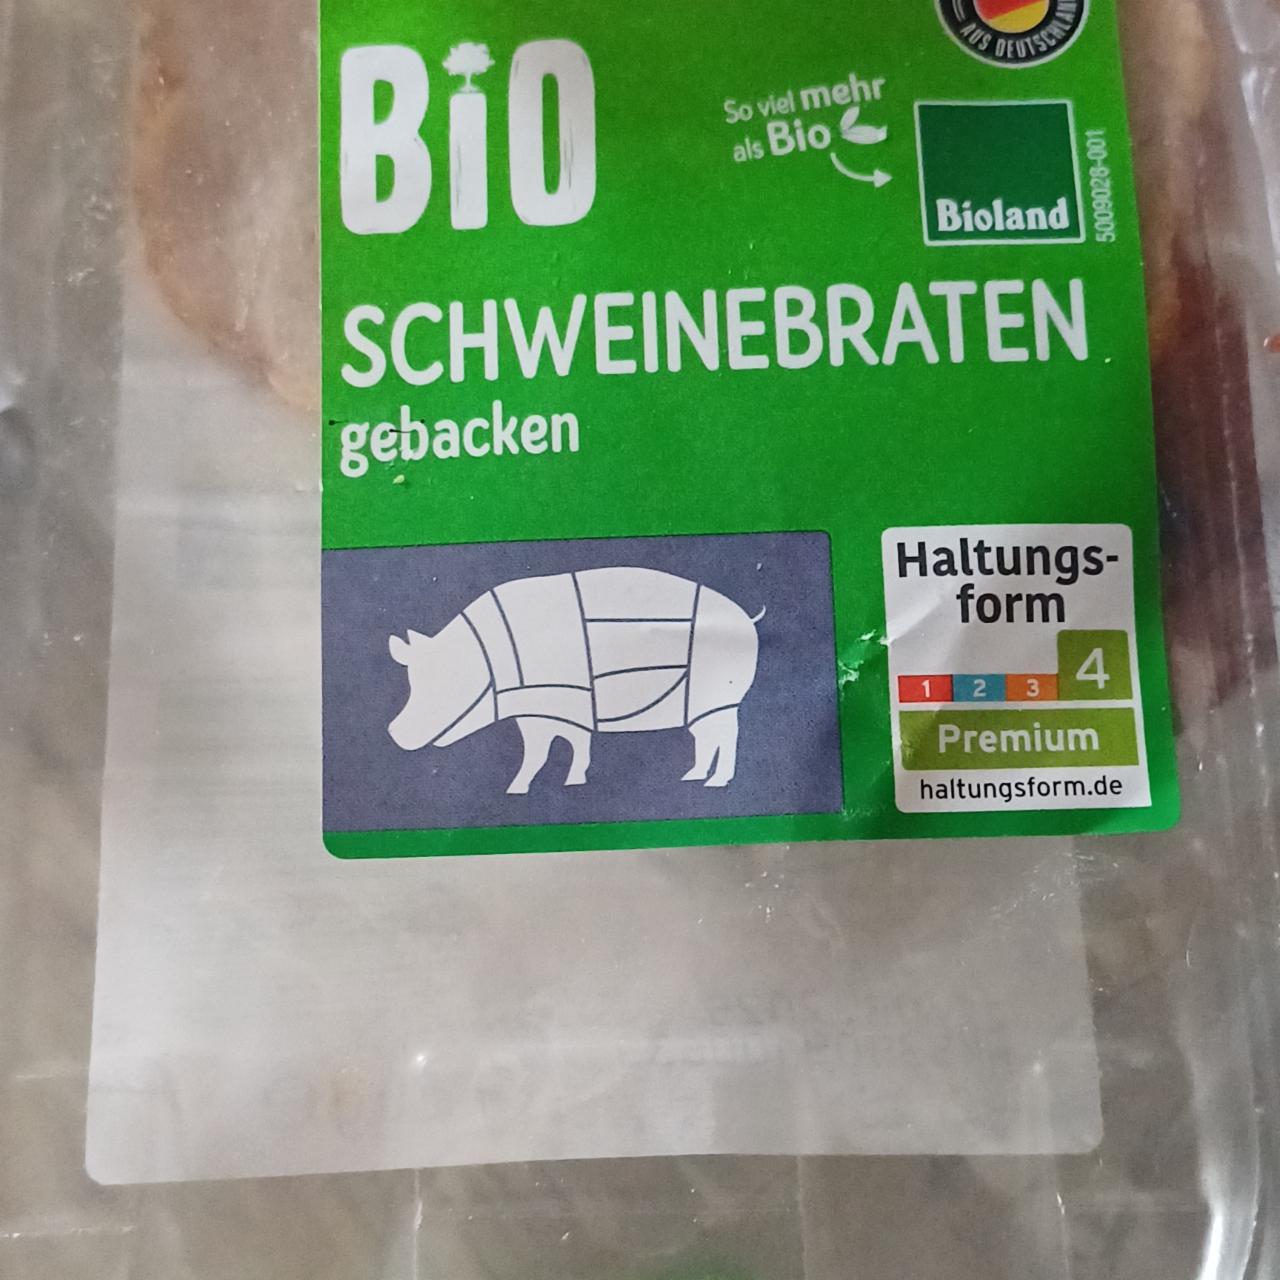 AUS DEUTSCHLAN
BiO
So viel mehr
als Bio
Bioland
5009028-001
SCHWEINEBRATEN
gebacken
Haltungs-
form
1 2 3 4
Premium
haltungsform.de